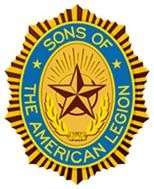 SONS OF
THE AMERICAN LEGION